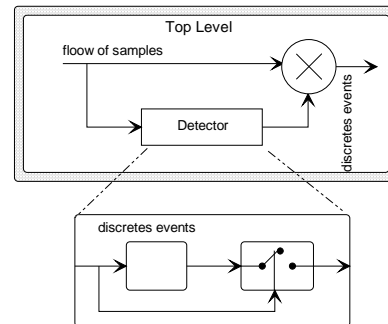 Top Level
floow of samples
Detector
discretes events
discretes events